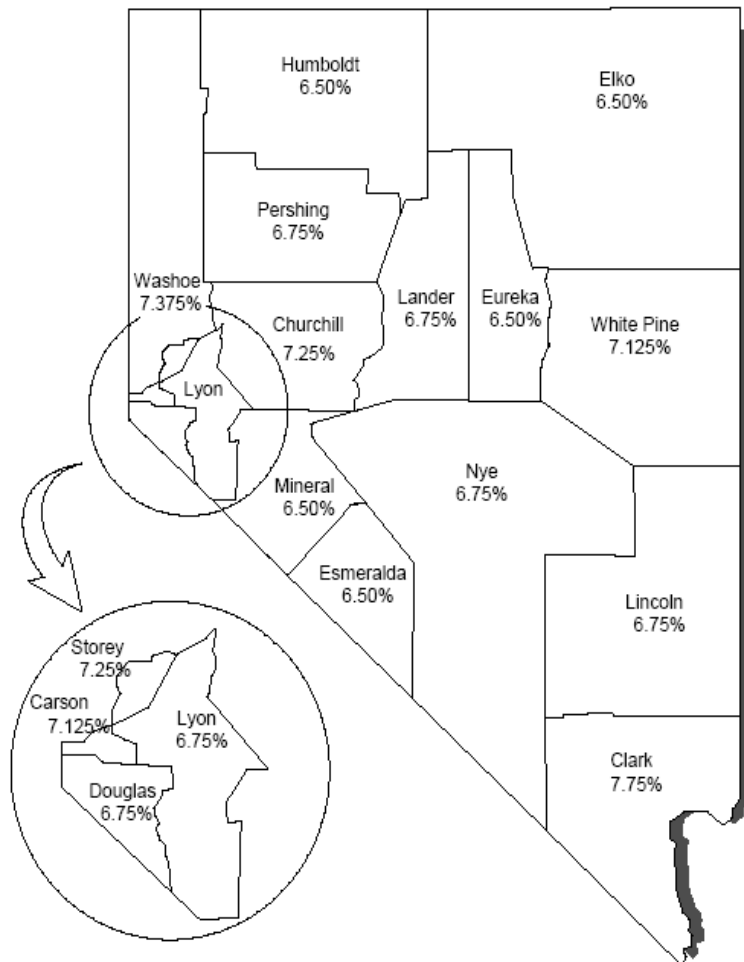 Humboldt
6.50%
Elko
6.50%
Pershing
6.75%
Washoe
7.375%
Churchill
7.25%
Lander
6.75%
Eureka
6.50%
White Pine
7.125%
Lyon
Mineral
6.50%
Nye
6.75%
Esmeralda
6.50%
Lincoln
6.75%
Storey
7.25%
Carson
7.125%
Lyon
6.75%
Douglas
6.75%
Clark
7.75%